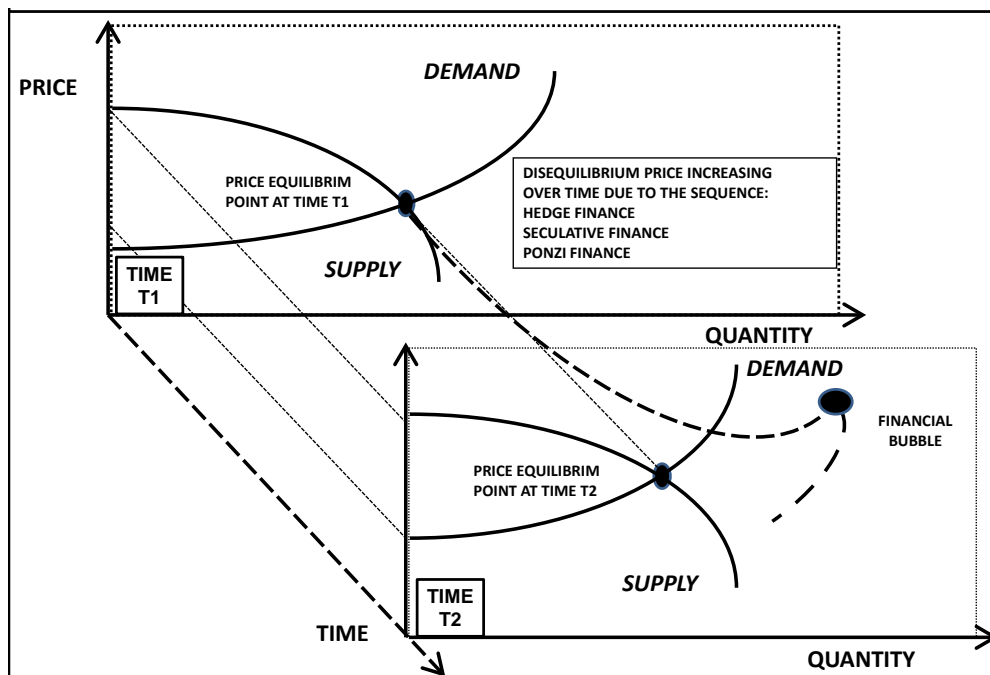 PRICE
DEMAND
PRICE EQUILIBRIM
POINT AT TIME T1
DISEQUILIBRIUM PRICE INCREASING
OVER TIME DUE TO THE SEQUENCE:
HEDGE FINANCE
SECULATIVE FINANCE
PONZI FINANCE
SUPPLY
TIME
T1
QUANTITY
DEMAND
FINANCIAL
BUBBLE
PRICE EQUILIBRIM
POINT AT TIME T2
SUPPLY
TIME
T2
TIME
QUANTITY